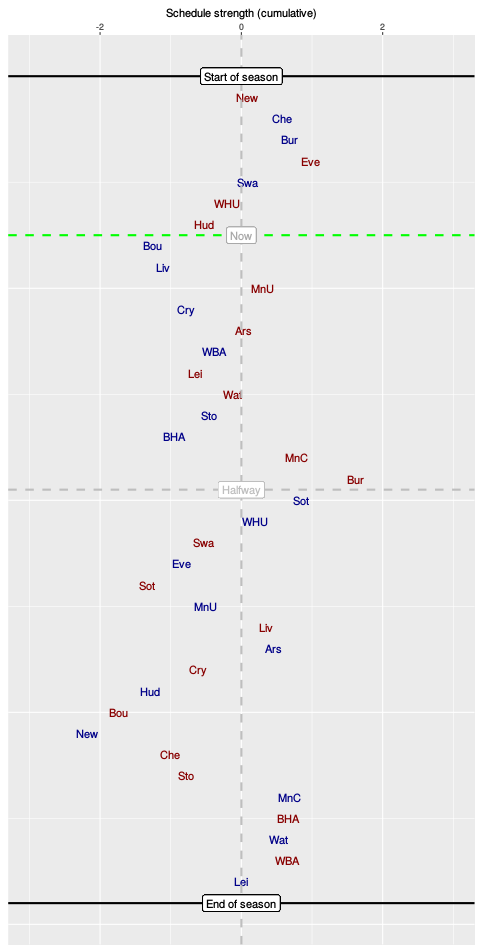 Schedule strength (cumulative)
-2 0 2
Start of season
New
Che
Bur
Eve
Swa
WHU
Hud
Now
Bou
Liv
MnU
Cry
Ars
WBA
Lei
Wat
Sto
BHA
MnC
Bur
Halfway
Sot
WHU
Swa
Eve
Sot
MnU
Liv
Ars
Cry
Hud
Bou
New
Che
Sto
MnC
BHA
Wat
WBA
Lei
End of season